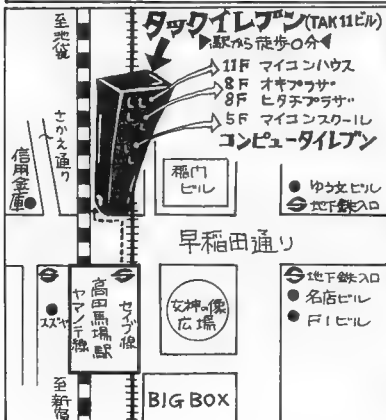 タックイレブン(TAK11ビル)
▶駅から徒歩0分◀
11F マイコンハウス
8F オキプラザ
8F ヒタチプラザ
5F マイコンスクール
コンピュータイレブン
至池袋
さかえ通り
信用金庫
稲内ビル
ゆう文ビル
地下鉄入口
早稲田通り
スズヤ
ヤマノテ線
高田馬場駅
セイブ線
女神の像
広場
地下鉄入口
名店ビル
FIビル
至新宿
BIG BOX